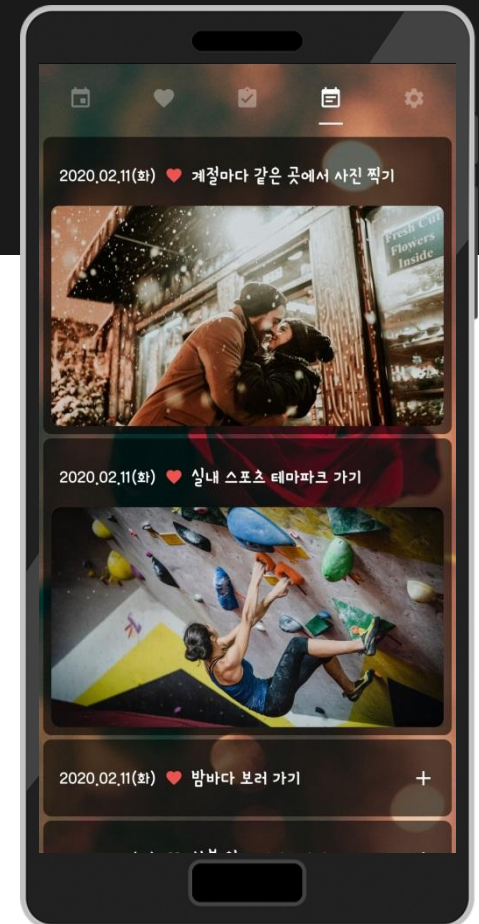 2020.02.11(화) ♥ 계절마다 같은 곳에서 사진 찍기
Fresh Cut
Flowers
Inside
2020.02.11(화) ♥ 실내 스포츠 테마파크 가기
2020.02.11(화) ♥ 밤바다 보러 가기